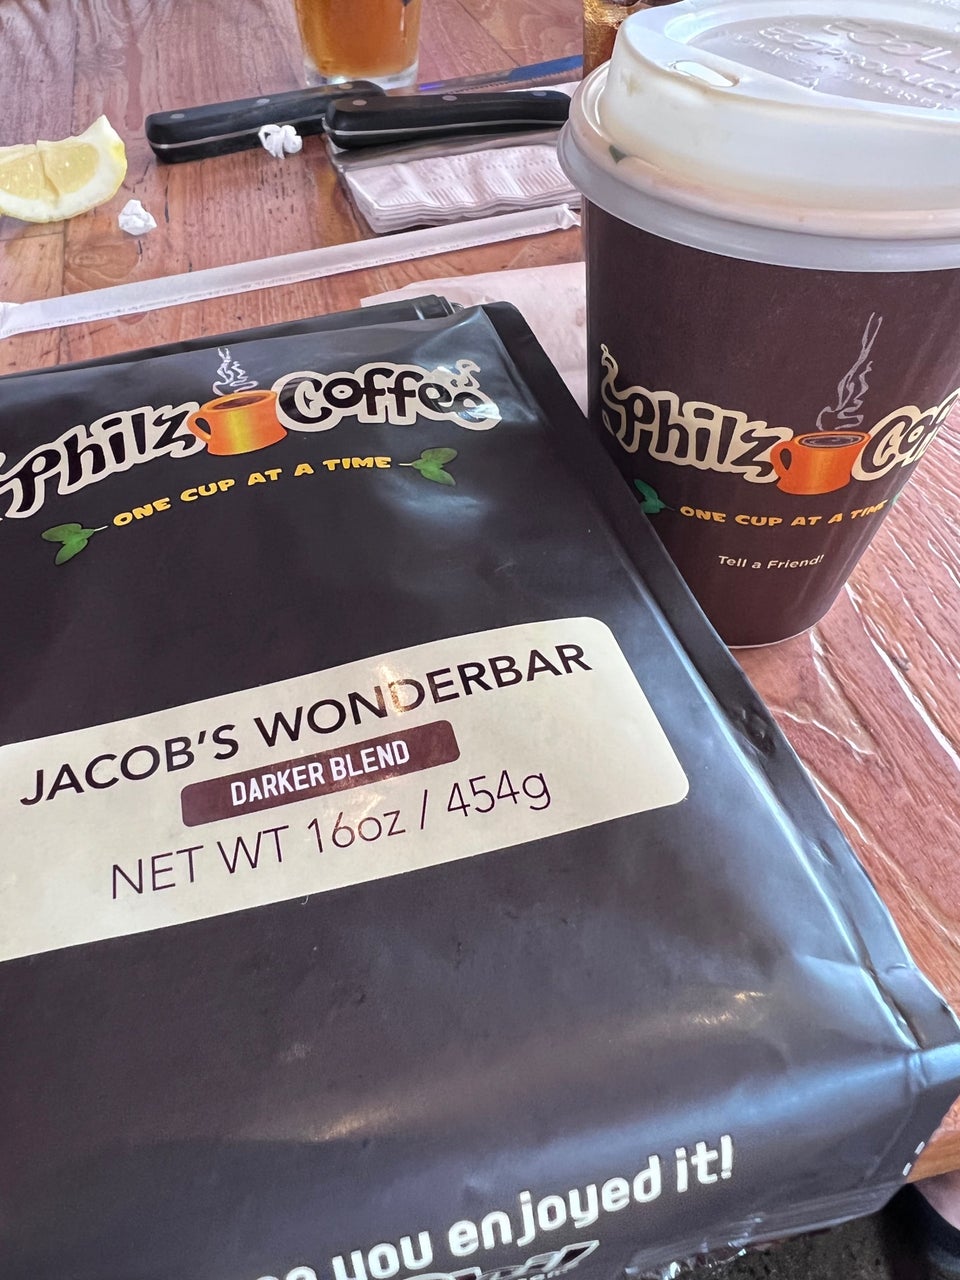 Philz Coffee
ONE CUP AT A TIME
JACOB'S WONDERBAR
DARKER BLEND
NET WT 16oz / 454g
you enjoyed it!
Philz
ONE CUP AT A TIME
Tell a Friend!